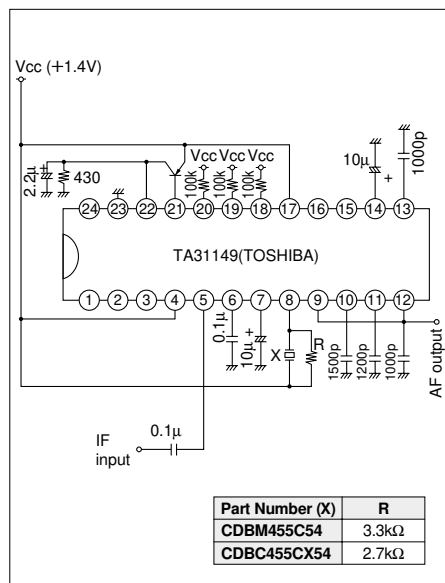 Vcc (+1.4V)
2.2μ +
430
Vcc Vcc Vcc
100k 100k 100k
10μ +
1000p
24 23 22 21 20 19 18 17 16 15 14 13
TA31149(TOSHIBA)
1 2 3 4 5 6 7 8 9 10 11 12
0.1μ
10μ +
X
R
1500p
1200p
1000p
AF output
0.1μ
IF
input
Part Number (X) R
CDBM455C54 3.3kΩ
CDBC455CX54 2.7kΩ